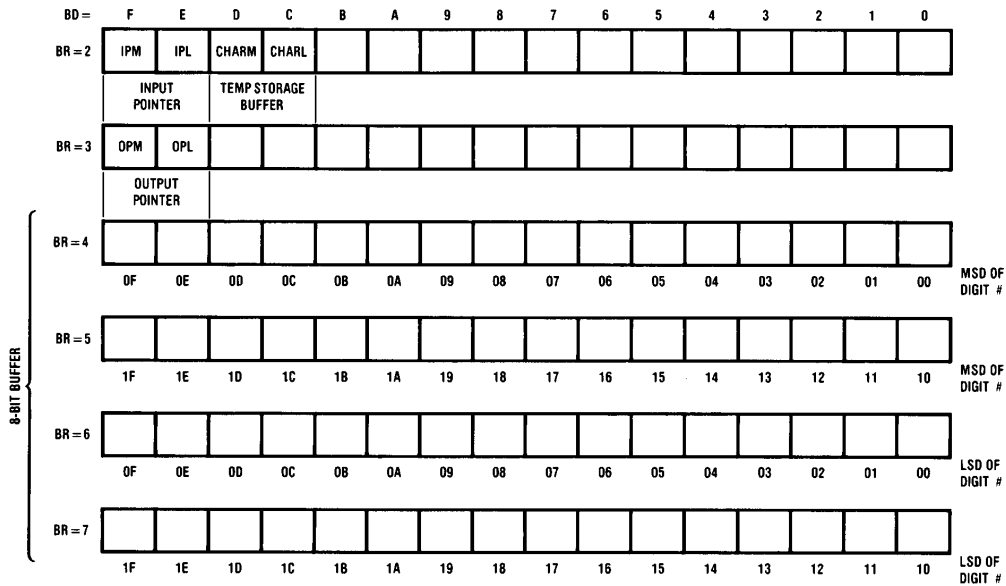 BD = F E D C B A 9 8 7 6 5 4 3 2 1 0
BR = 2 IPM IPL CHARM CHARL
INPUT POINTER TEMP STORAGE BUFFER
BR = 3 OPM OPL
OUTPUT POINTER
8-BIT BUFFER
BR = 4
0F 0E 0D 0C 0B 0A 09 08 07 06 05 04 03 02 01 00 MSD OF DIGIT #
BR = 5
1F 1E 1D 1C 1B 1A 19 18 17 16 15 14 13 12 11 10 MSD OF DIGIT #
BR = 6
0F 0E 0D 0C 0B 0A 09 08 07 06 05 04 03 02 01 00 LSD OF DIGIT #
BR = 7
1F 1E 1D 1C 1B 1A 19 18 17 16 15 14 13 12 11 10 LSD OF DIGIT #